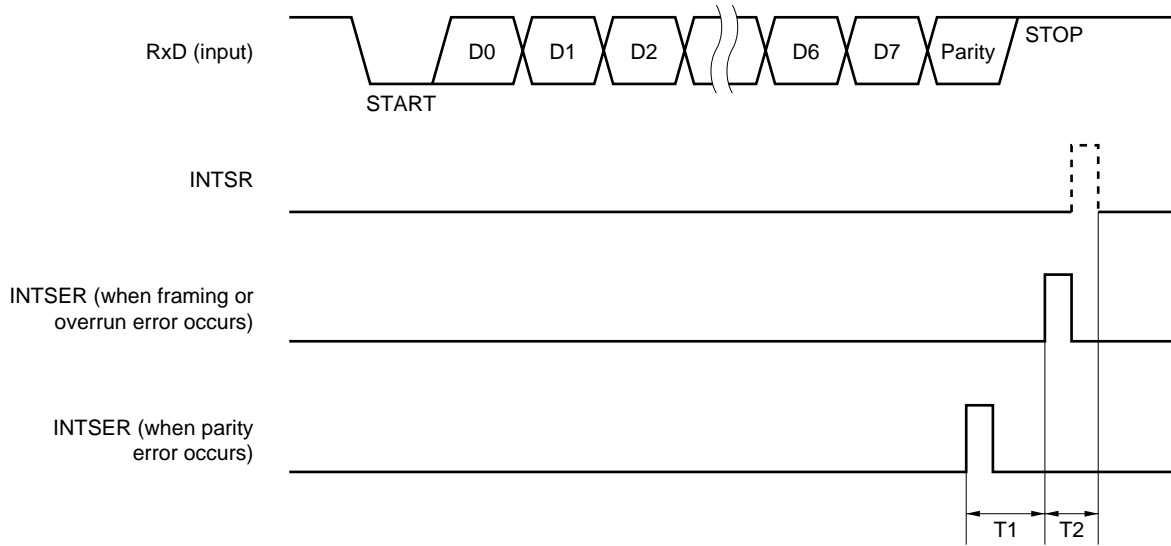 RxD (input)
D0 D1 D2 D6 D7 Parity
STOP
START
INTSR
INTSER (when framing or
overrun error occurs)
INTSER (when parity
error occurs)
T1 T2